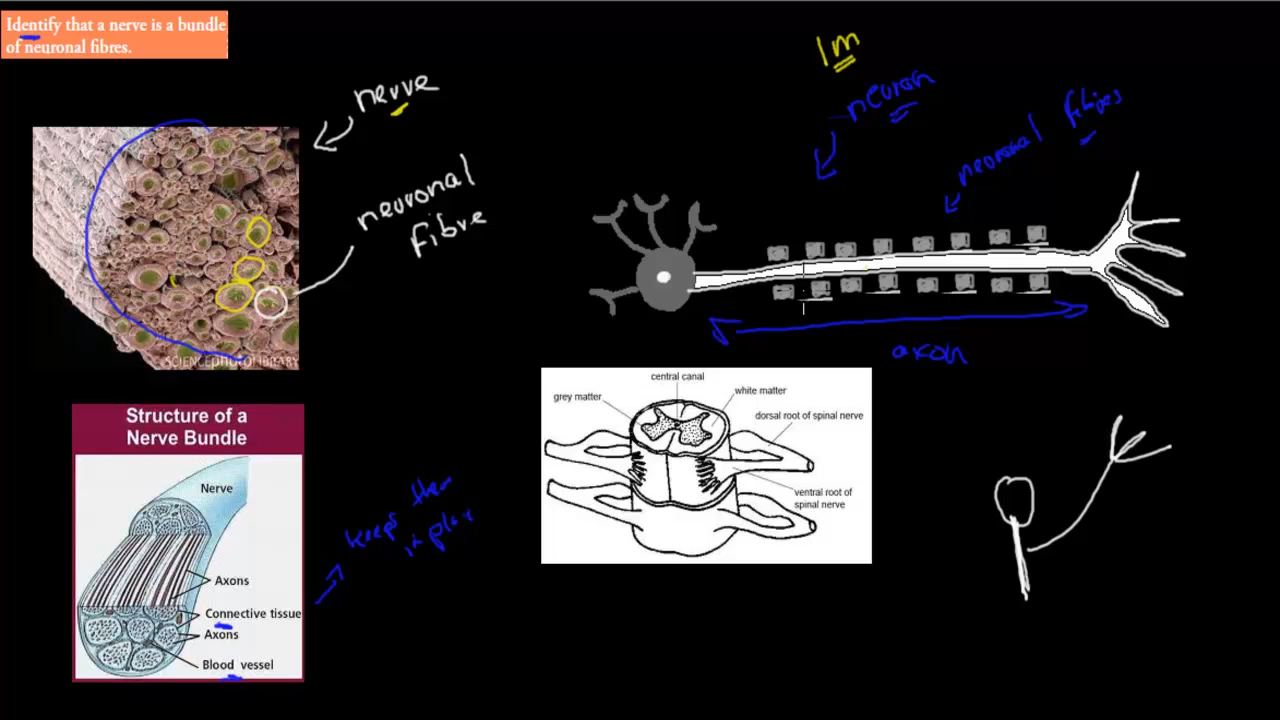 Identify that a nerve is a bundle
of neuronal fibres.
1m
nerve
neuron
neuronal fibres
neuronal
fibre
SCIENCEphotoLIBRARY
axon
Structure of a
Nerve Bundle
Nerve
Axons
Connective tissue
Axons
Blood vessel
keeps them
in place
central canal
grey matter
white matter
dorsal root of spinal nerve
ventral root of
spinal nerve